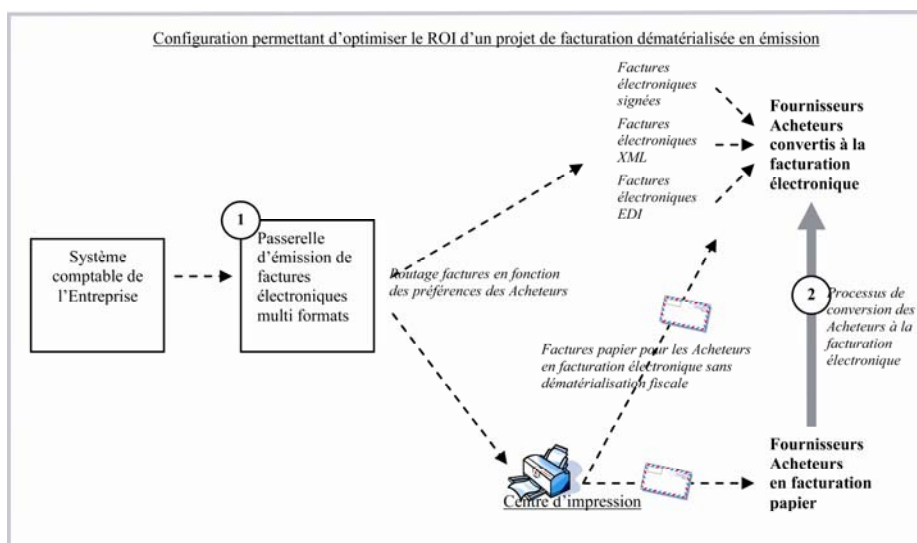 Configuration permettant d'optimiser le ROI d'un projet de facturation dématérialisée en émission
Factures
électroniques
signées
Factures
électroniques
XML
Factures
électroniques
EDI
Fournisseurs
Acheteurs
convertis à la
facturation
électronique
1
Système
comptable de
l'Entreprise
Passerelle
d'émission de
factures
électroniques
multi formats
Routage factures en fonction
des préférences des Acheteurs
2
Processus de
conversion des
Acheteurs à la
facturation
électronique
Factures papier pour les Acheteurs
en facturation électronique sans
dématérialisation fiscale
Centre d'impression
Fournisseurs
Acheteurs
en facturation
papier